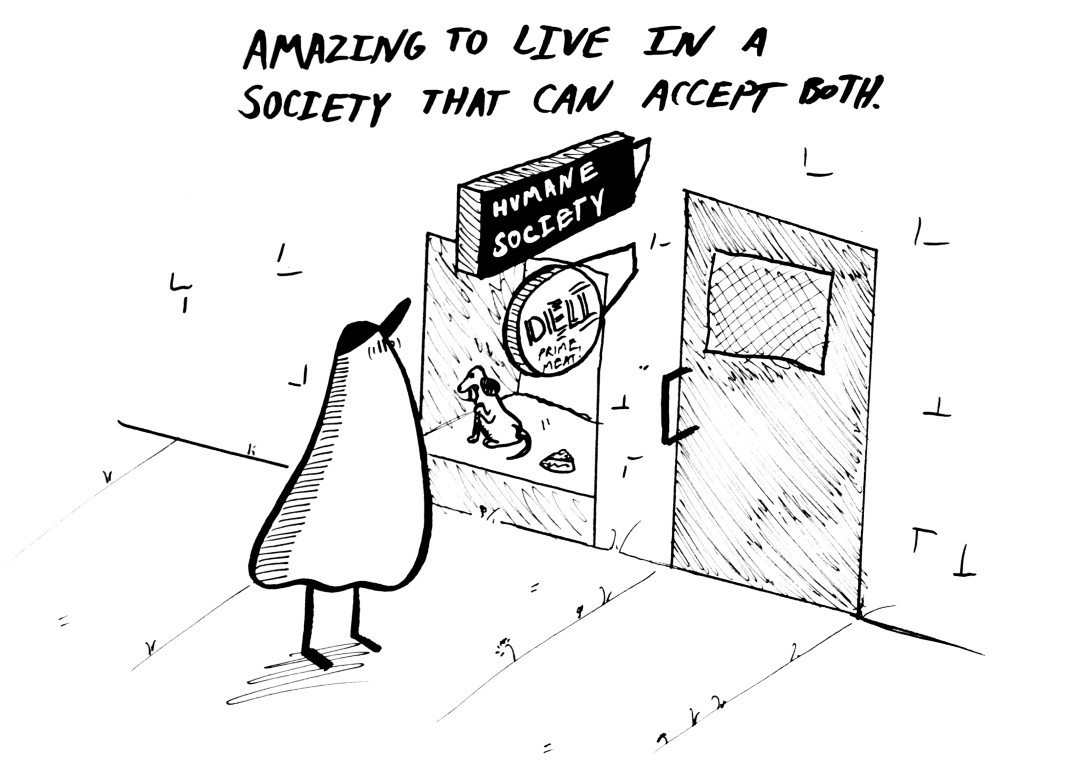 AMAZING TO LIVE IN A
SOCIETY THAT CAN ACCEPT BOTH.
HUMANE
SOCIETY
DELI
PRIME
MEAT